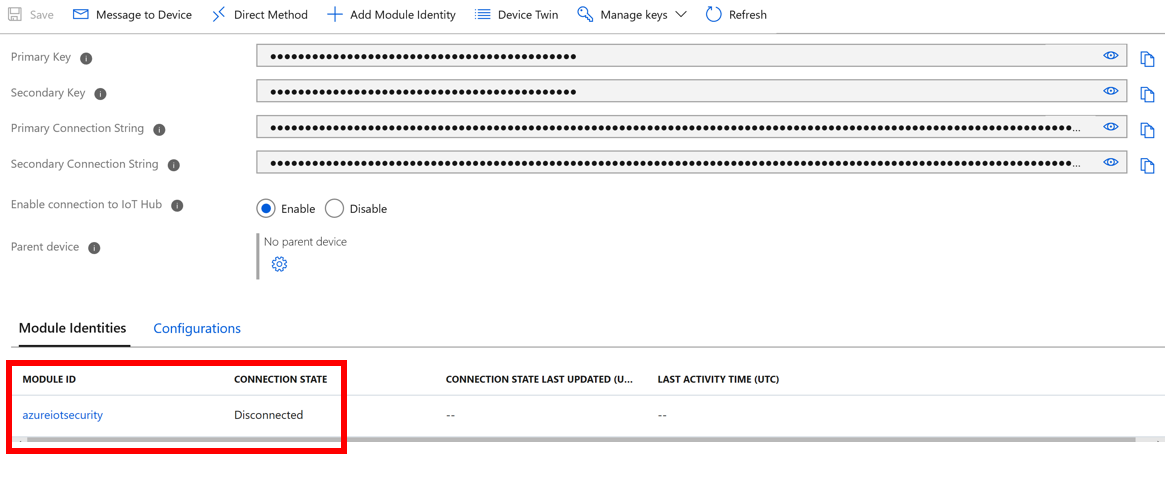 Save Message to Device Direct Method Add Module Identity Device Twin Manage keys Refresh
Primary Key
●●●●●●●●●●●●●●●●●●●●●●●●●●●●●●●●●●●●●●●●●●●●
Secondary Key
●●●●●●●●●●●●●●●●●●●●●●●●●●●●●●●●●●●●●●●●●●●●
Primary Connection String
...
Secondary Connection String
...
Enable connection to IoT Hub Enable Disable
Parent device No parent device
Module Identities Configurations
MODULE ID CONNECTION STATE CONNECTION STATE LAST UPDATED (U... LAST ACTIVITY TIME (UTC)
azureiotsecurity Disconnected -- --